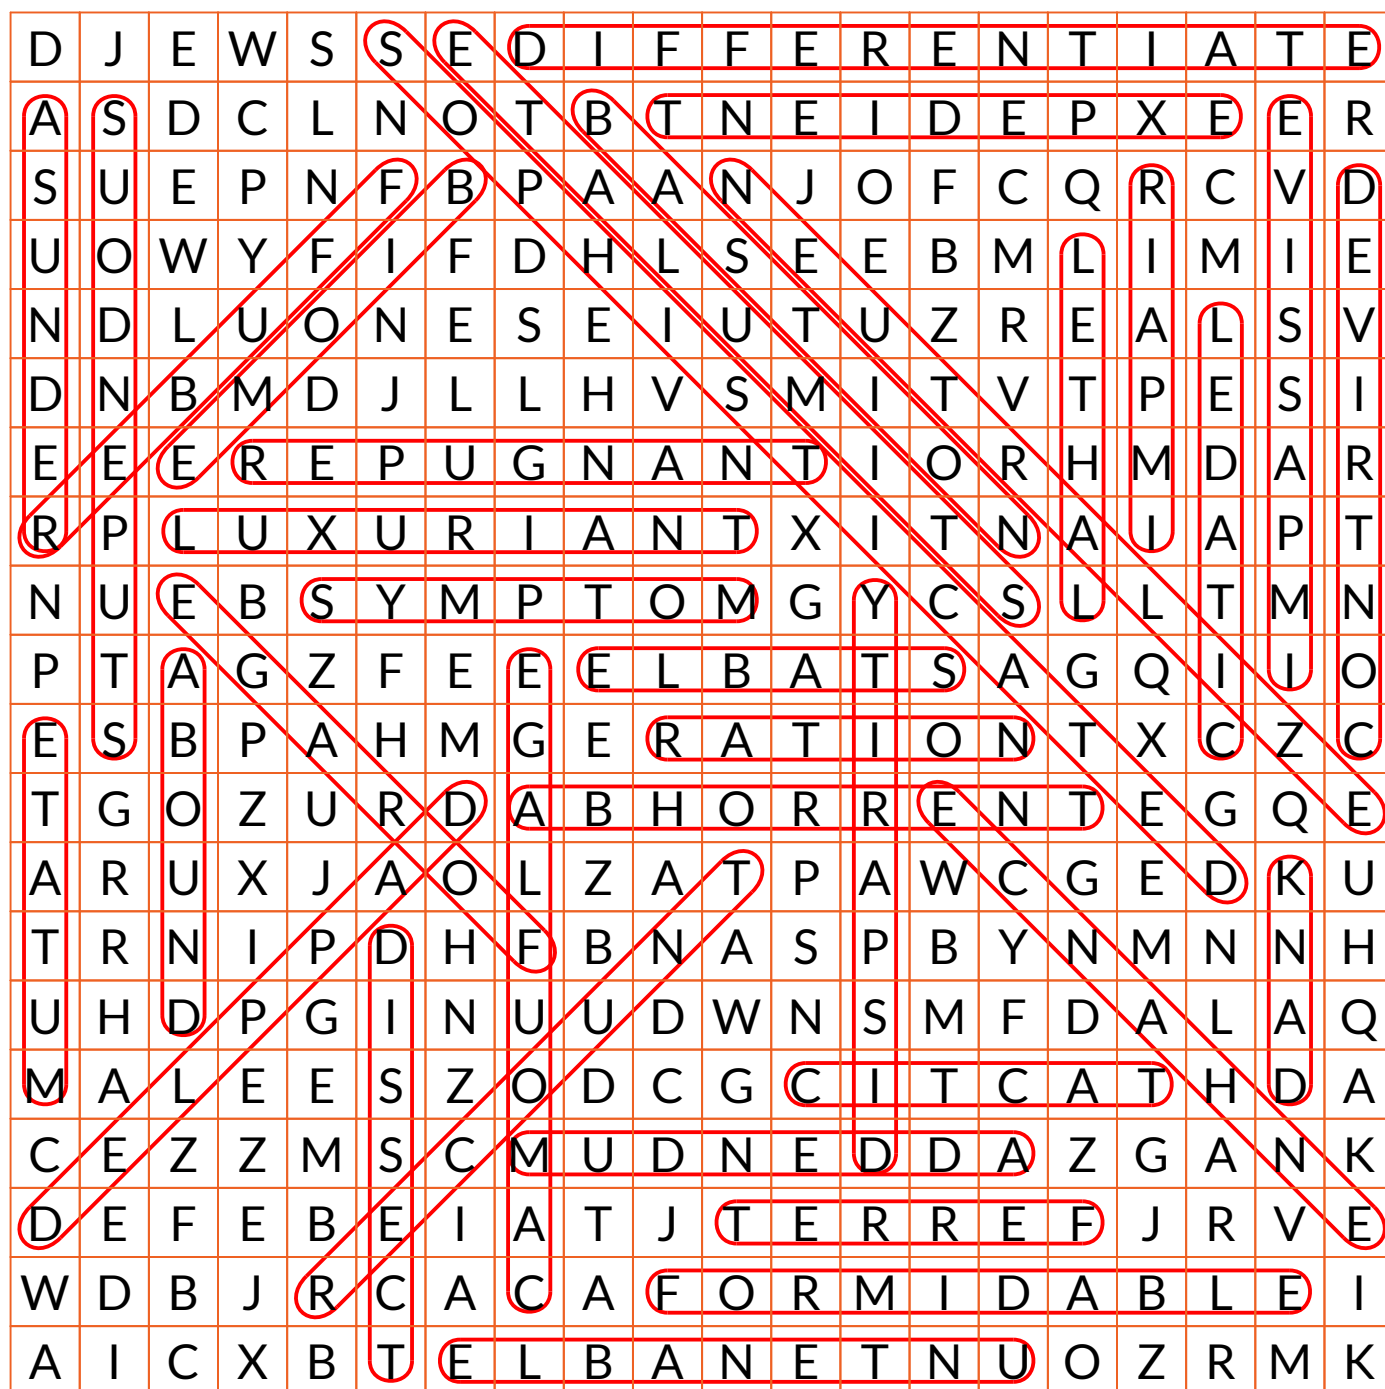 D J E W S S E D I F F E R E N T I A T E
A S D C L N O T B T N E I D E P X E E R
S U E P N F B P A A N J O F C Q R C V D
U O W Y F I F D H L S E E B M L I M I E
N D L U O N E S E I U T U Z R E A L S V
D N B M D J L L H V S M I T V T P E S I
E E E R E P U G N A N T I O R H M D A R
R P L U X U R I A N T X I T N A I A P T
N U E B S Y M P T O M G Y C S L L T M N
P T A G Z F E E E L B A T S A G Q I I O
E S B P A H M G E R A T I O N T X C Z C
T G O Z U R D A B H O R R E N T E G Q E
A R U X J A O L Z A T P A W C G E D K U
T R N I P D H F B N A S P B Y N M N N H
U H D P G I N U U D W N S M F D A L A Q
M A L E E S Z O D C G C I T C A T H D A
C E Z Z M S C M U D N E D D A Z G A N K
D E F E B E I A T J T E R R E F J R V E
W D B J R C A C A F O R M I D A B L E I
A I C X B T E L B A N E T N U O Z R M K